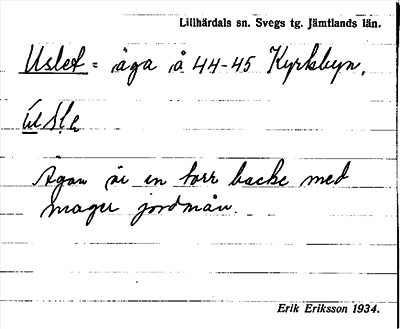 Lillhärdals sn. Svegs tg. Jämtlands län.
Uslet = äga å 44-45 Kyrkbyn,
Ägan är en torr backe med
mager jordmån.
Erik Eriksson 1934.